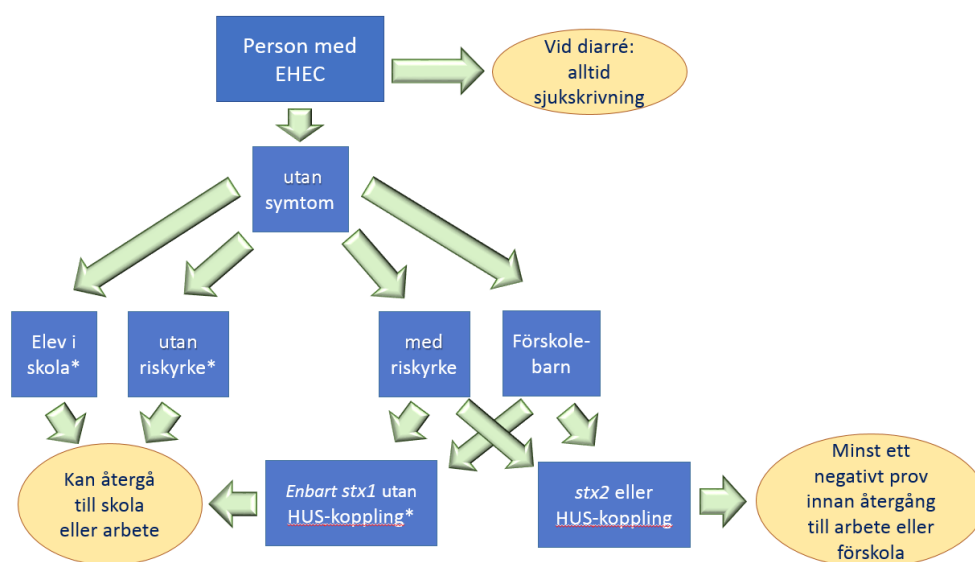 Person med
EHEC
Vid diarré:
alltid
sjukskrivning
utan
symtom
Elev i
skola*
utan
riskyrke*
med
riskyrke
Förskole-
barn
Kan återgå
till skola
eller arbete
Enbart stx1 utan
HUS-koppling*
stx2 eller
HUS-koppling
Minst ett
negativt prov
innan återgång
till arbete eller
förskola